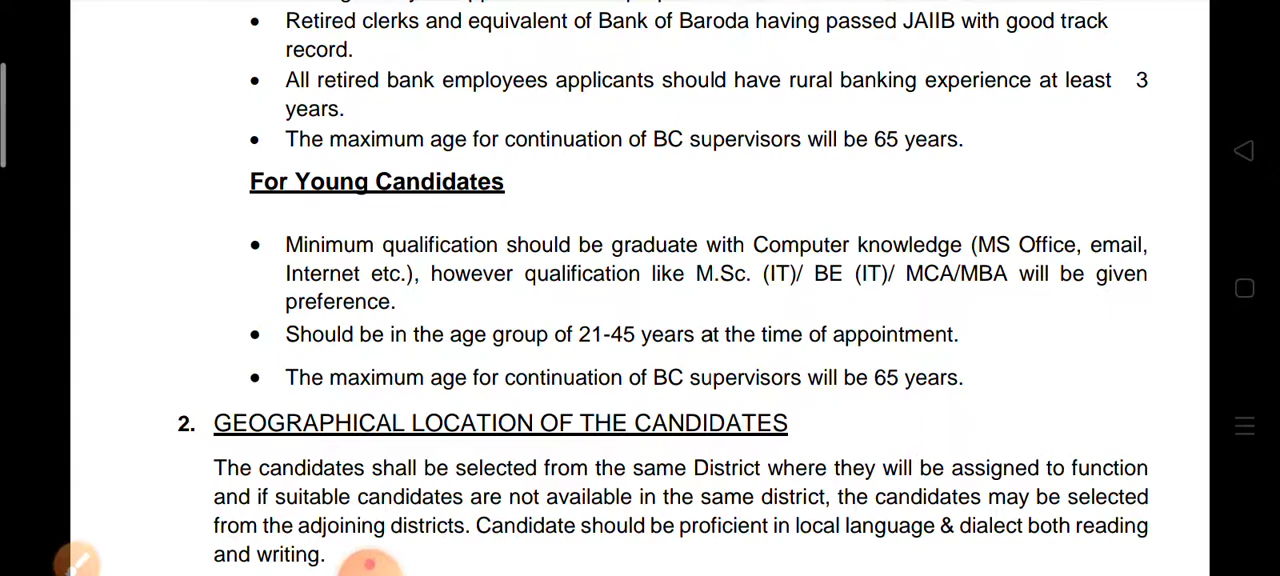 • Retired clerks and equivalent of Bank of Baroda having passed JAIIB with good track
record.
• All retired bank employees applicants should have rural banking experience at least 3
years.
• The maximum age for continuation of BC supervisors will be 65 years.
For Young Candidates
• Minimum qualification should be graduate with Computer knowledge (MS Office, email,
Internet etc.), however qualification like M.Sc. (IT)/ BE (IT)/ MCA/MBA will be given
preference.
• Should be in the age group of 21-45 years at the time of appointment.
• The maximum age for continuation of BC supervisors will be 65 years.
2. GEOGRAPHICAL LOCATION OF THE CANDIDATES
The candidates shall be selected from the same District where they will be assigned to function
and if suitable candidates are not available in the same district, the candidates may be selected
from the adjoining districts. Candidate should be proficient in local language & dialect both reading
and writing.